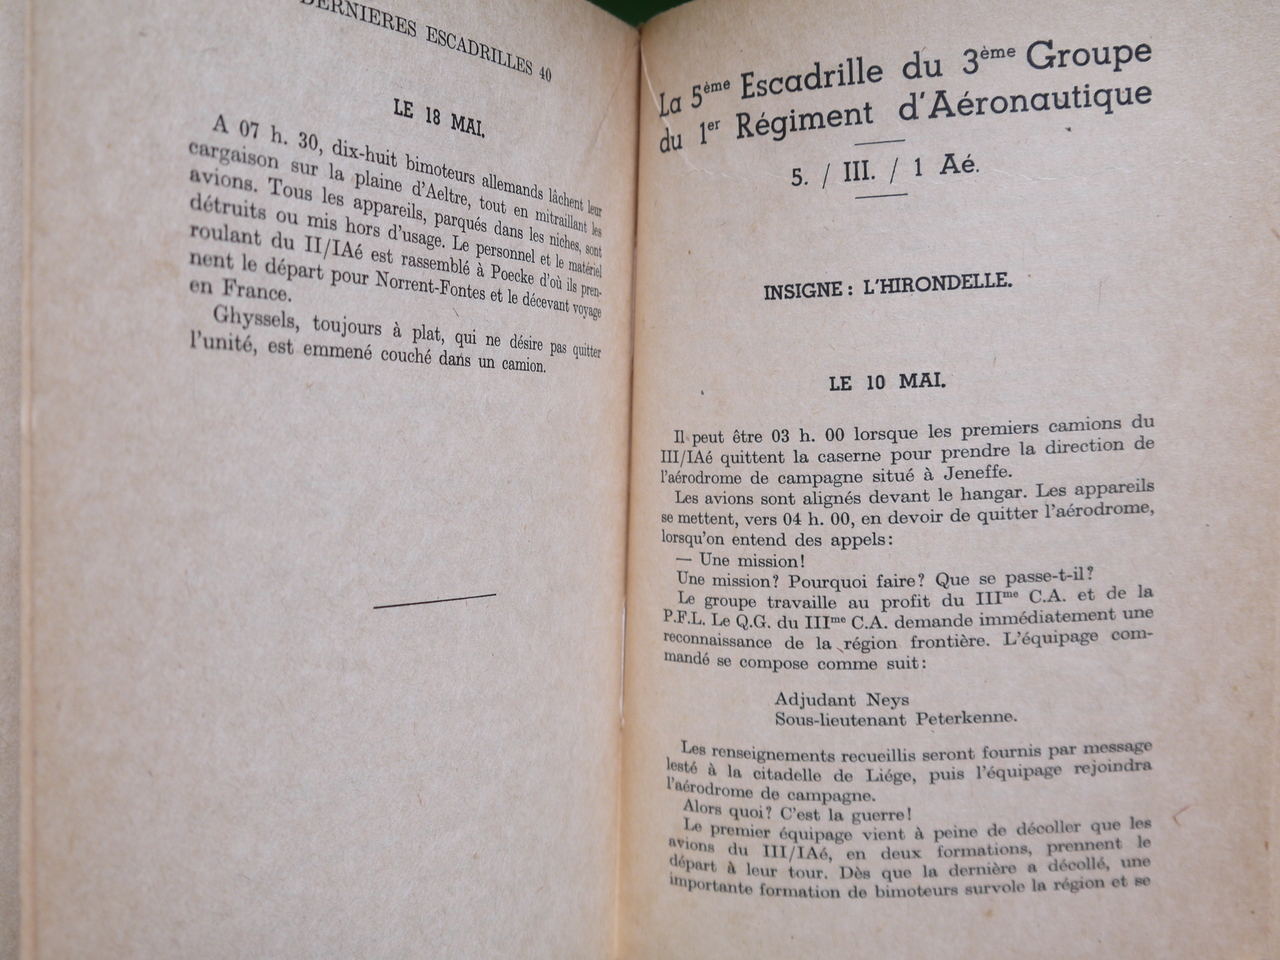 DERNIERES ESCADRILLES 40
LE 18 MAI.
A 07 h. 30, dix-huit bimoteurs allemands lâchent leur
cargaison sur la plaine d'Aeltre, tout en mitraillant les
avions. Tous les appareils, parqués dans les niches, sont
détruits ou mis hors d'usage. Le personnel et le matériel
roulant du II/IAé est rassemblé à Poecke d'où ils pren-
nent le départ pour Norrent-Fontes et le décevant voyage
en France.
Ghyssels, toujours à plat, qui ne désire pas quitter
l'unité, est emmené couché dans un camion.
La 5ème Escadrille du 3ème Groupe
du 1er Régiment d'Aéronautique
5. / III. / 1 Aé.
INSIGNE: L'HIRONDELLE.
LE 10 MAI.
Il peut être 03 h. 00 lorsque les premiers camions du
III/IAé quittent la caserne pour prendre la direction de
l'aérodrome de campagne situé à Jeneffe.
Les avions sont alignés devant le hangar. Les appareils
se mettent, vers 04 h. 00, en devoir de quitter l'aérodrome,
lorsqu'on entend des appels:
— Une mission!
Une mission? Pourquoi faire? Que se passe-t-il?
Le groupe travaille au profit du IIIme C.A. et de la
P.F.L. Le Q.G. du IIIme C.A. demande immédiatement une
reconnaissance de la région frontière. L'équipage com-
mandé se compose comme suit:
Adjudant Neys
Sous-lieutenant Peterkenne.
Les renseignements recueillis seront fournis par message
lesté à la citadelle de Liége, puis l'équipage rejoindra
l'aérodrome de campagne.
Alors quoi? C'est la guerre!
Le premier équipage vient à peine de décoller que les
avions du III/IAé, en deux formations, prennent le
départ à leur tour. Dès que la dernière a décollé, une
importante formation de bimoteurs survole la région et se